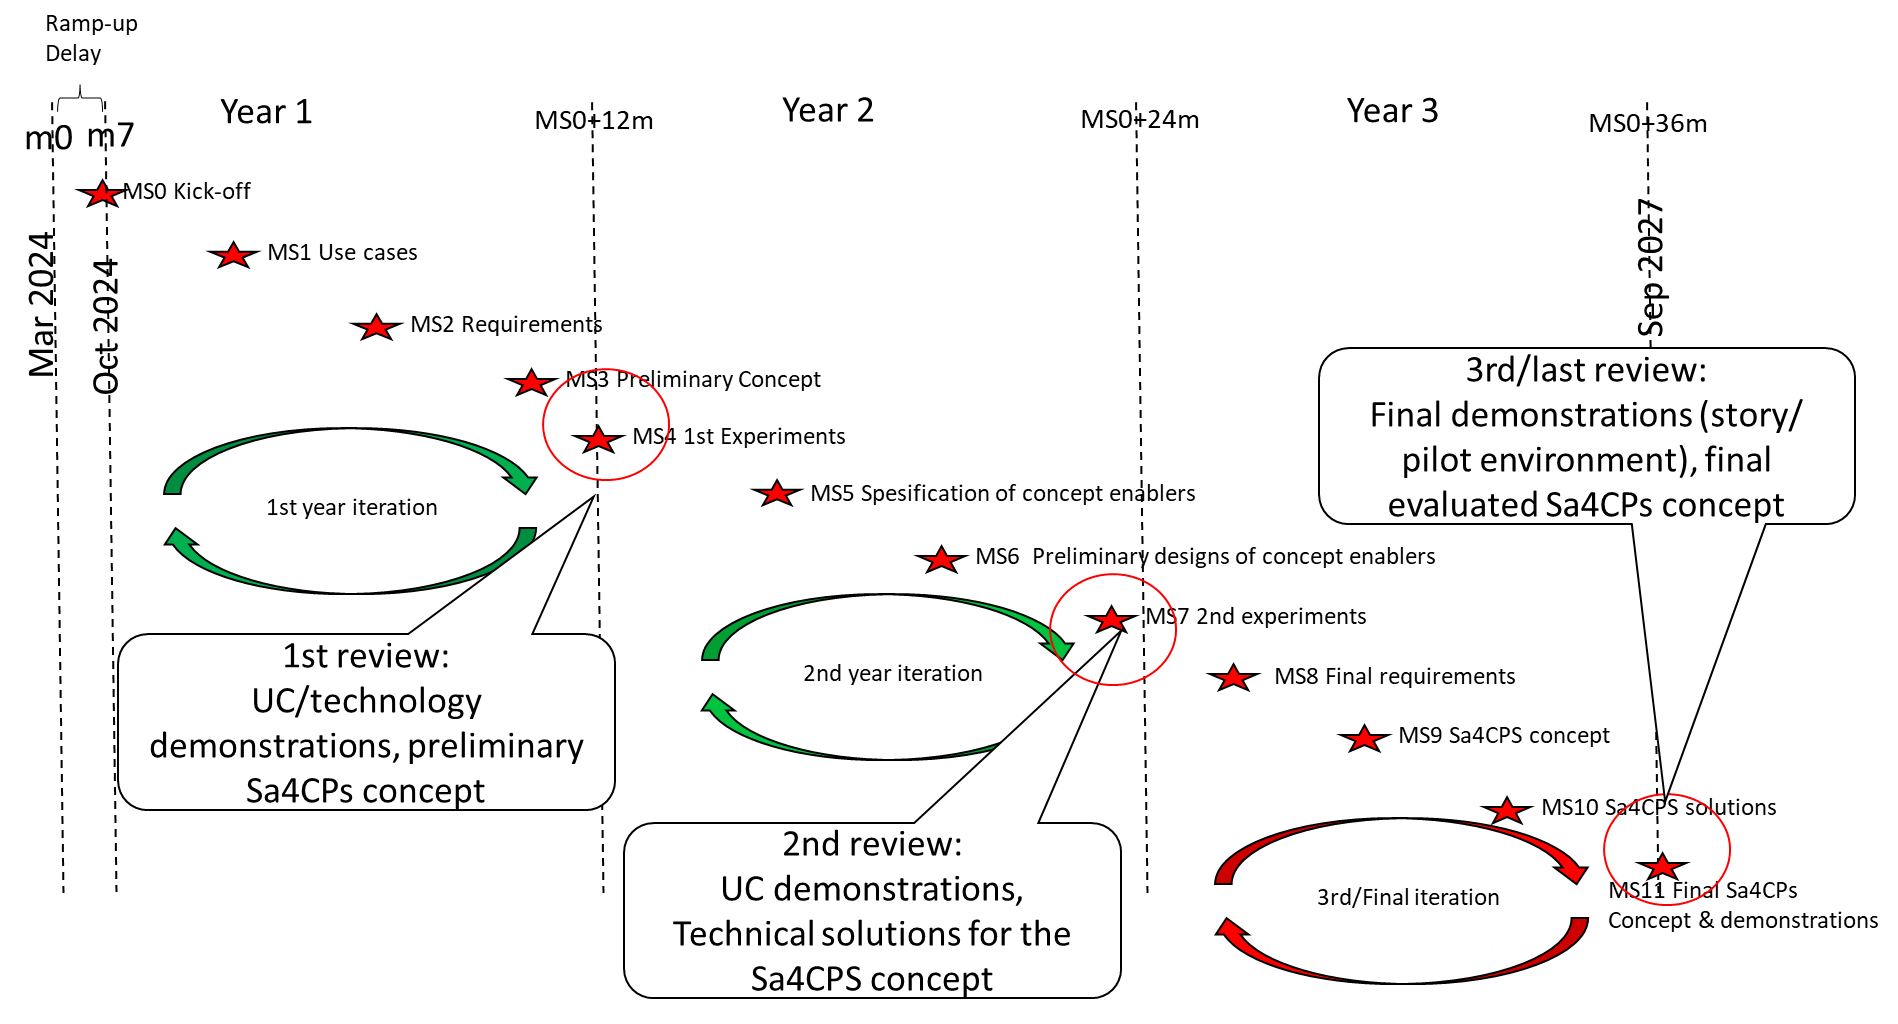 Ramp-up
Delay
Year 1
MS0+12m
Year 2
MS0+24m
Year 3
MS0+36m
m0
m7
MS0 Kick-off
Mar 2024
Oct 2024
Sep 2027
MS1 Use cases
MS2 Requirements
MS3 Preliminary Concept
MS4 1st Experiments
3rd/last review:
Final demonstrations (story/
pilot environment), final
evaluated Sa4CPs concept
1st year iteration
MS5 Spesification of concept enablers
MS6 Preliminary designs of concept enablers
MS7 2nd experiments
1st review:
UC/technology
demonstrations, preliminary
Sa4CPs concept
2nd year iteration
MS8 Final requirements
MS9 Sa4CPS concept
MS10 Sa4CPS solutions
2nd review:
UC demonstrations,
Technical solutions for the
Sa4CPS concept
3rd/Final iteration
MS11 Final Sa4CPs
Concept & demonstrations